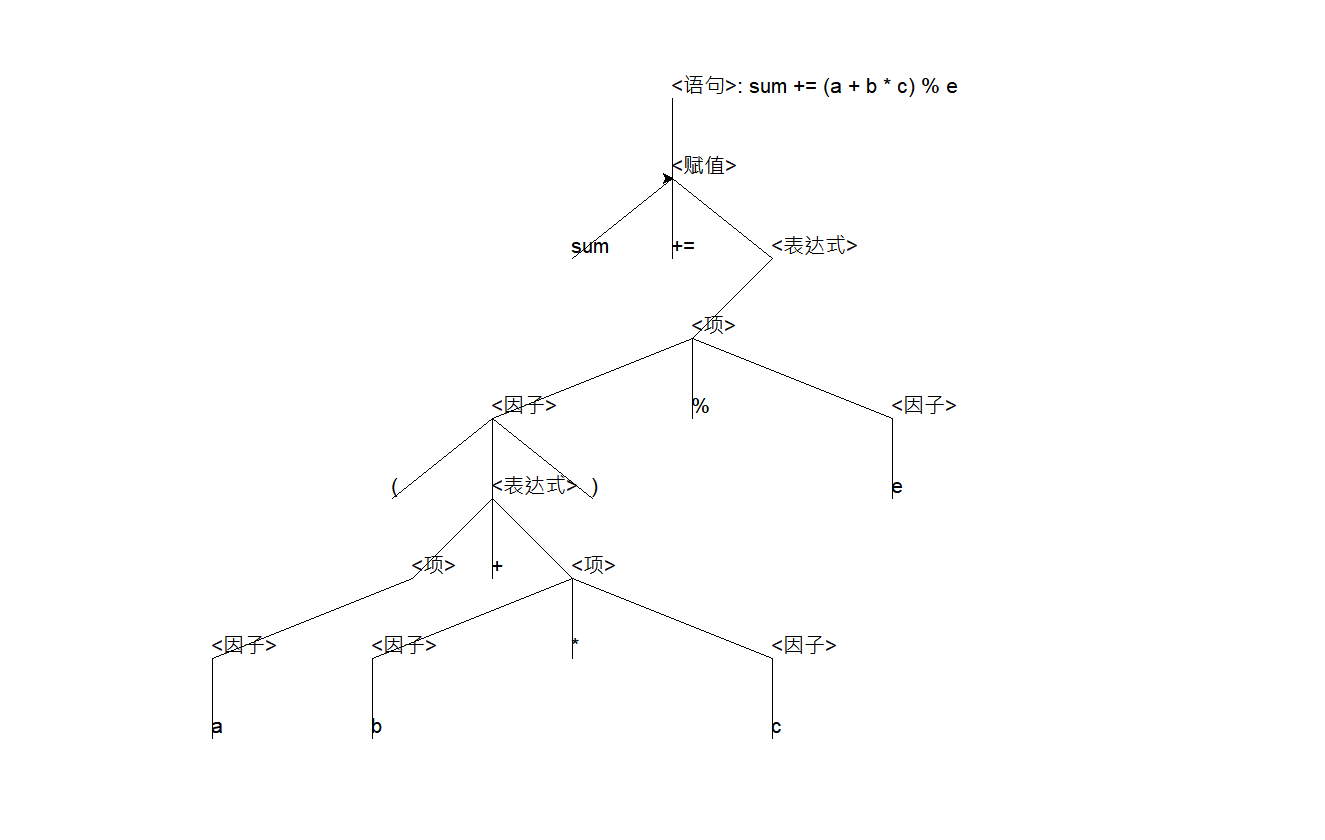 <语句>: sum += (a + b * c) % e
<赋值>
sum += <表达式>
<项>
<因子> % <因子>
( <表达式> ) e
<项> + <项>
<因子> <因子> * <因子>
a b c